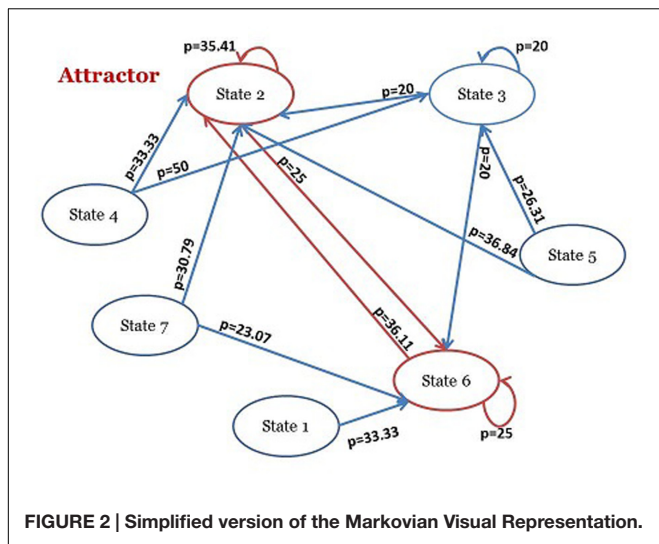 p=35.41
p=20
Attractor
State 2
State 3
p=20
p=33.33
p=50
p=25
p=20
p=26.31
State 4
p=36.84
State 5
p=30.79
State 7
p=23.07
p=36.11
State 6
State 1
p=33.33
p=25
FIGURE 2 | Simplified version of the Markovian Visual Representation.